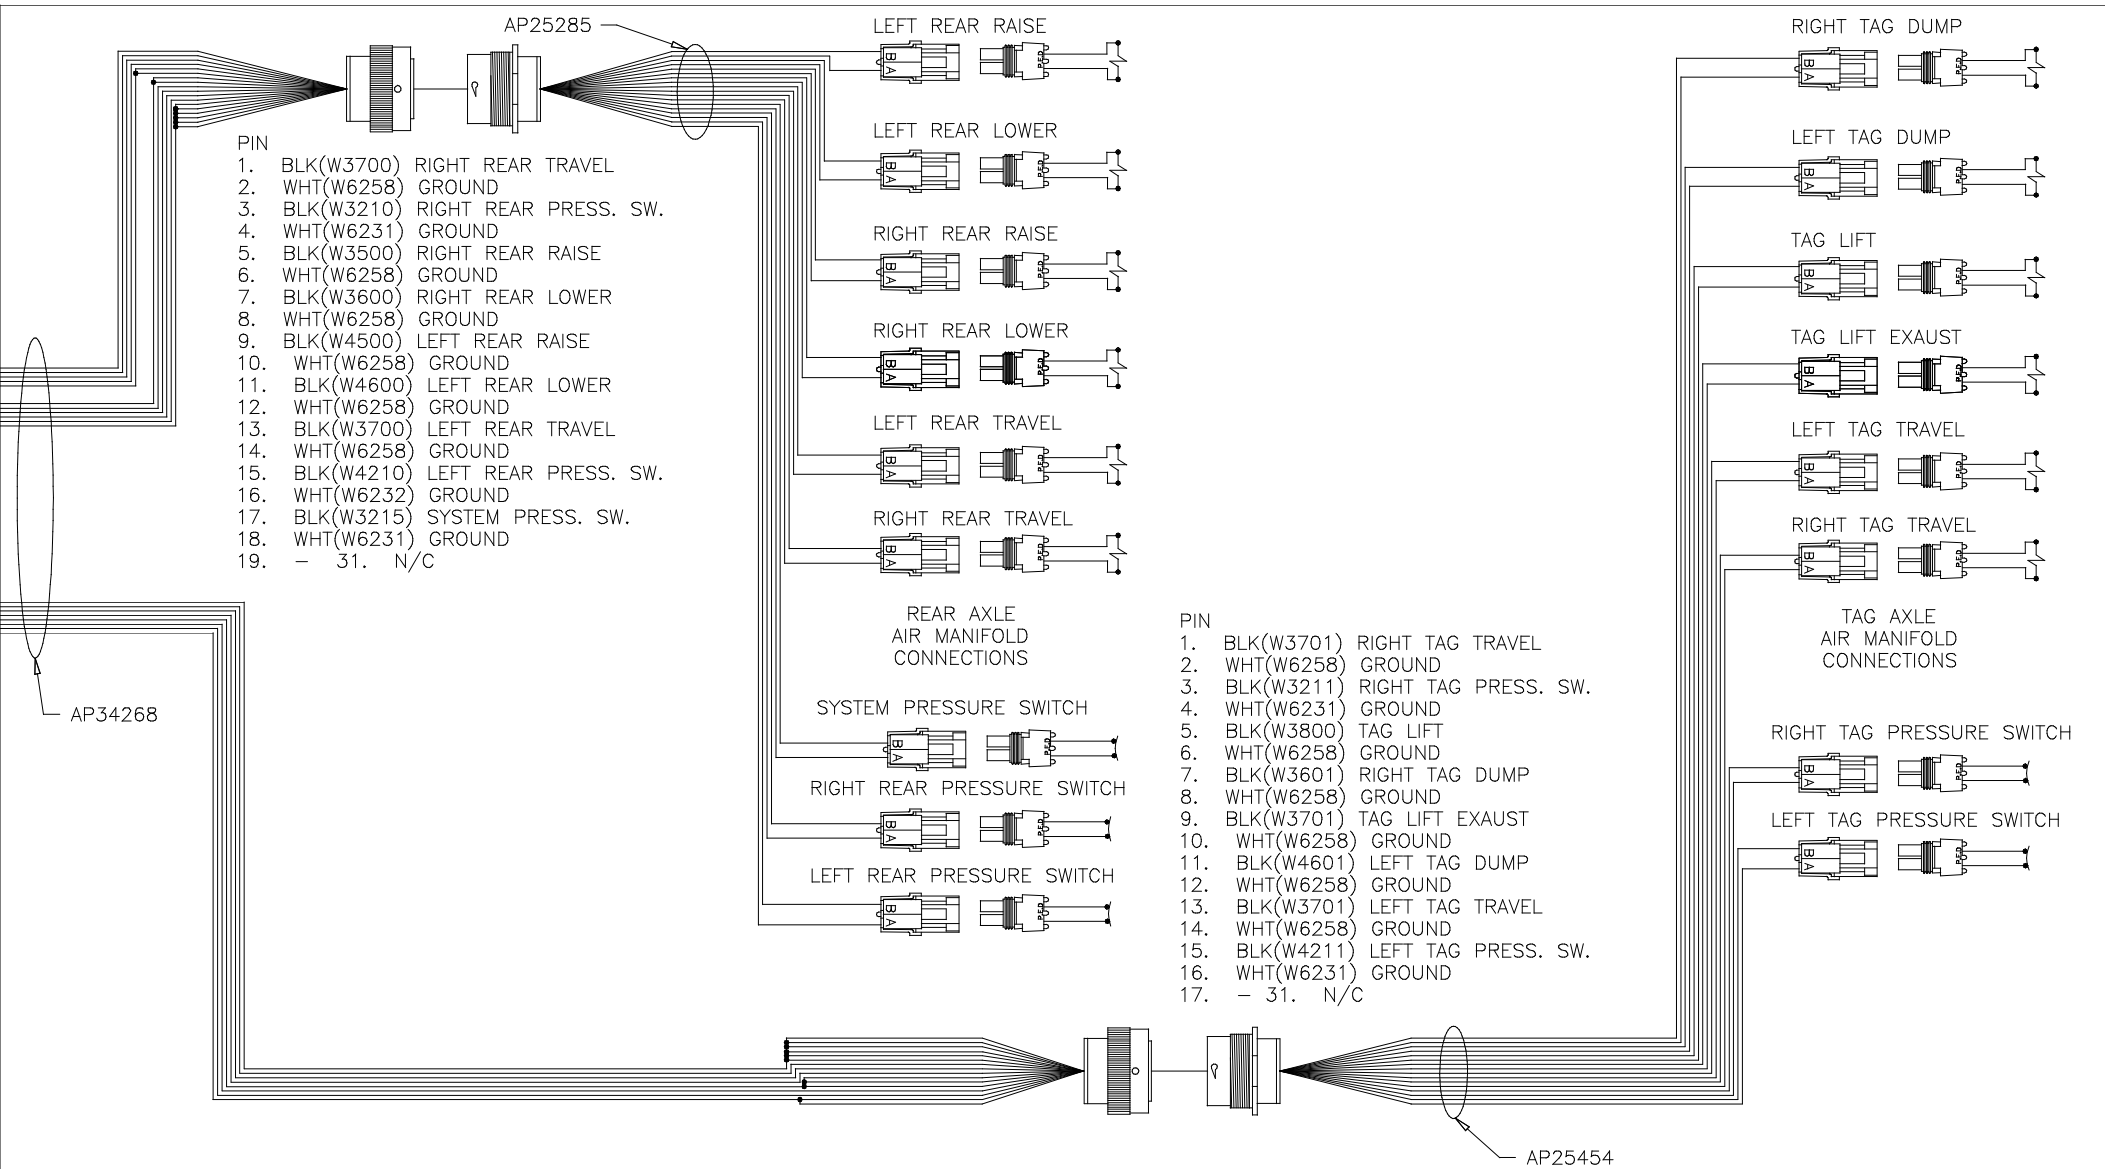 AP25285
LEFT REAR RAISE
B A
P.E.D
LEFT REAR LOWER
B A
P.E.D
RIGHT REAR RAISE
B A
P.E.D
RIGHT REAR LOWER
B A
P.E.D
LEFT REAR TRAVEL
B A
P.E.D
RIGHT REAR TRAVEL
B A
P.E.D
REAR AXLE
AIR MANIFOLD
CONNECTIONS
SYSTEM PRESSURE SWITCH
B A
P.E.D
RIGHT REAR PRESSURE SWITCH
B A
P.E.D
LEFT REAR PRESSURE SWITCH
B A
P.E.D
PIN
1. BLK(W3700) RIGHT REAR TRAVEL
2. WHT(W6258) GROUND
3. BLK(W3210) RIGHT REAR PRESS. SW.
4. WHT(W6231) GROUND
5. BLK(W3500) RIGHT REAR RAISE
6. WHT(W6258) GROUND
7. BLK(W3600) RIGHT REAR LOWER
8. WHT(W6258) GROUND
9. BLK(W4500) LEFT REAR RAISE
10. WHT(W6258) GROUND
11. BLK(W4600) LEFT REAR LOWER
12. WHT(W6258) GROUND
13. BLK(W3700) LEFT REAR TRAVEL
14. WHT(W6258) GROUND
15. BLK(W4210) LEFT REAR PRESS. SW.
16. WHT(W6232) GROUND
17. BLK(W3215) SYSTEM PRESS. SW.
18. WHT(W6231) GROUND
19. – 31. N/C
AP34268
PIN
1. BLK(W3701) RIGHT TAG TRAVEL
2. WHT(W6258) GROUND
3. BLK(W3211) RIGHT TAG PRESS. SW.
4. WHT(W6231) GROUND
5. BLK(W3800) TAG LIFT
6. WHT(W6258) GROUND
7. BLK(W3601) RIGHT TAG DUMP
8. WHT(W6258) GROUND
9. BLK(W3701) TAG LIFT EXAUST
10. WHT(W6258) GROUND
11. BLK(W4601) LEFT TAG DUMP
12. WHT(W6258) GROUND
13. BLK(W3701) LEFT TAG TRAVEL
14. WHT(W6258) GROUND
15. BLK(W4211) LEFT TAG PRESS. SW.
16. WHT(W6231) GROUND
17. – 31. N/C
RIGHT TAG DUMP
B A
P.E.D
LEFT TAG DUMP
B A
P.E.D
TAG LIFT
B A
P.E.D
TAG LIFT EXAUST
B A
P.E.D
LEFT TAG TRAVEL
B A
P.E.D
RIGHT TAG TRAVEL
B A
P.E.D
TAG AXLE
AIR MANIFOLD
CONNECTIONS
RIGHT TAG PRESSURE SWITCH
B A
P.E.D
LEFT TAG PRESSURE SWITCH
B A
P.E.D
AP25454